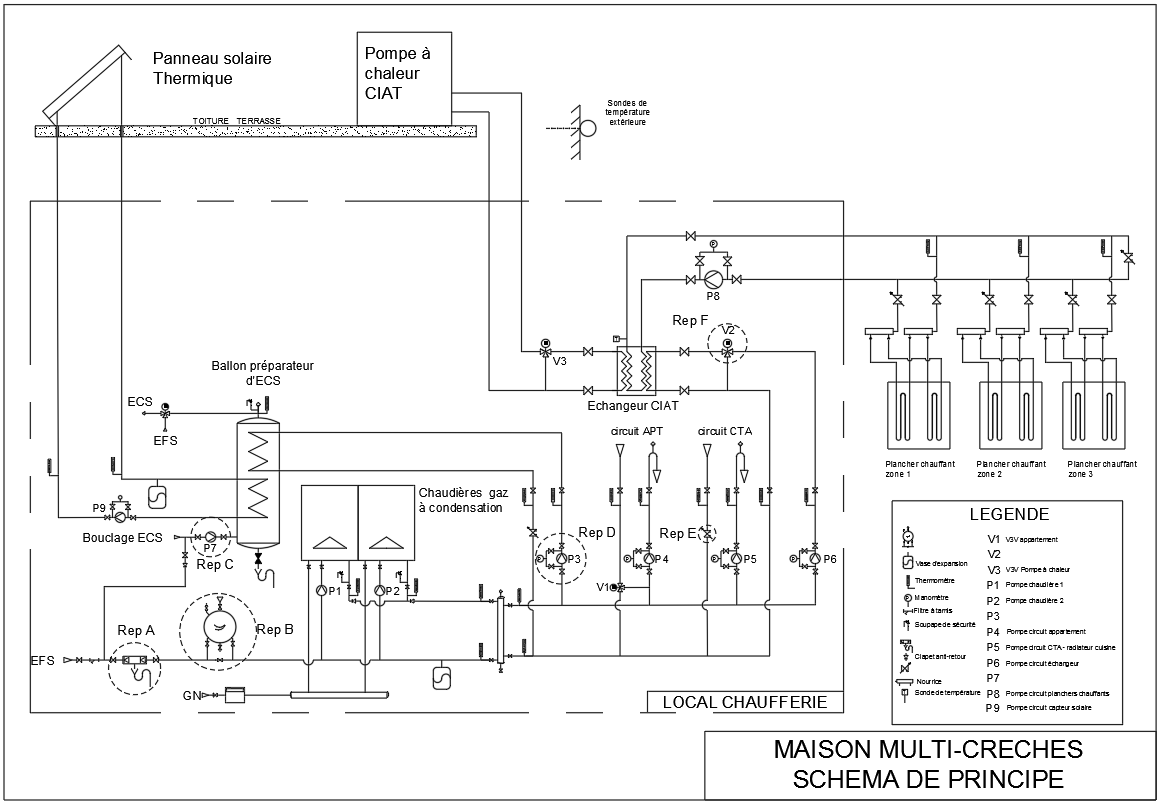 Panneau solaire
Thermique
Pompe à
chaleur
CIAT
TOITURE TERRASSE
Sondes de
température
extérieure
P8
Rep F
V2
V3
Echangeur CIAT
Ballon préparateur
d'ECS
ECS
EFS
circuit APT
circuit CTA
Plancher chauffant
zone 1
Plancher chauffant
zone 2
Plancher chauffant
zone 3
Chaudières gaz
à condensation
P9
Bouclage ECS
P7
Rep C
Rep D
Rep E
P3
P4
P5
P6
V1
P1
P2
Rep A
Rep B
EFS
GN
LOCAL CHAUFFERIE
LEGENDE
Vase d'expansion
Thermomètre
Manomètre
Filtre à tamis
Soupape de sécurité
Clapet anti-retour
Nourrice
Sonde de température
V1 V3V appartement
V2
V3 V3V Pompe à chaleur
P1 Pompe chaudière 1
P2 Pompe chaudière 2
P3
P4 Pompe circuit appartement
P5 Pompe circuit CTA - radiateur cuisine
P6 Pompe circuit échangeur
P7
P8 Pompe circuit planchers chauffants
P9 Pompe circuit capteur solaire
MAISON MULTI-CRECHES
SCHEMA DE PRINCIPE